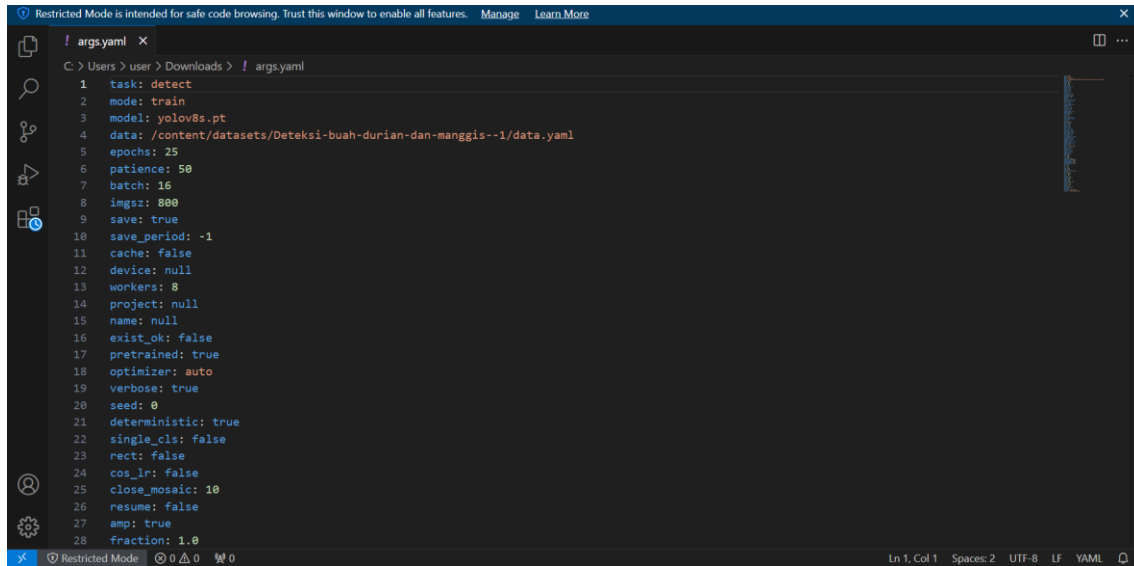 Restricted Mode is intended for safe code browsing. Trust this window to enable all features. Manage Learn More
! args.yaml
C: > Users > user > Downloads > ! args.yaml
1 task: detect
2 mode: train
3 model: yolov8s.pt
4 data: /content/datasets/Deteksi-buah-durian-dan-manggis--1/data.yaml
5 epochs: 25
6 patience: 50
7 batch: 16
8 imgsz: 800
9 save: true
10 save_period: -1
11 cache: false
12 device: null
13 workers: 8
14 project: null
15 name: null
16 exist_ok: false
17 pretrained: true
18 optimizer: auto
19 verbose: true
20 seed: 0
21 deterministic: true
22 single_cls: false
23 rect: false
24 cos_lr: false
25 close_mosaic: 10
26 resume: false
27 amp: true
28 fraction: 1.0
Restricted Mode 0 0 0 Ln 1, Col 1 Spaces: 2 UTF-8 LF YAML